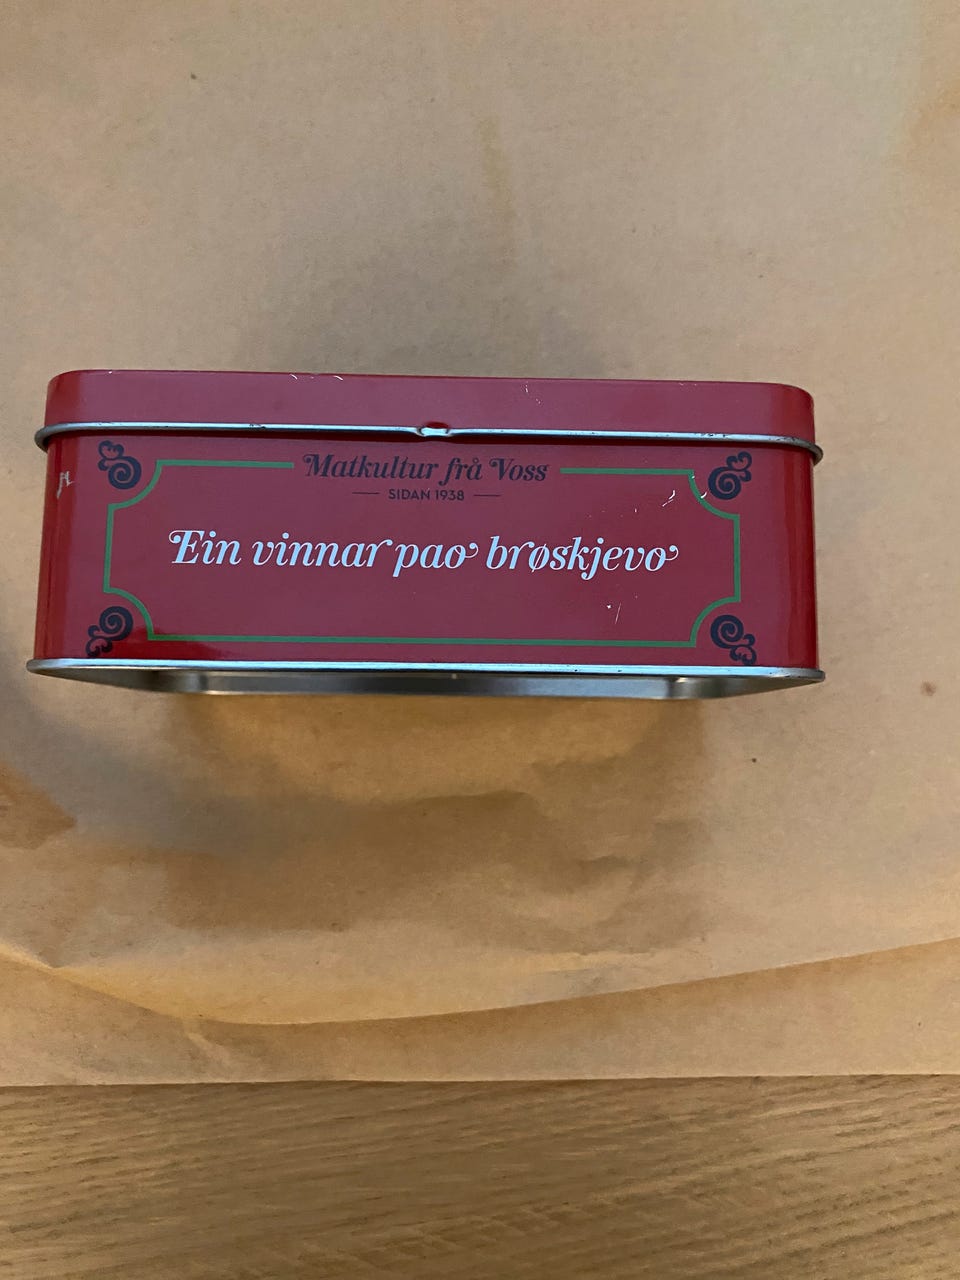 Matkultur frå Voss
SIDAN 1938
Ein vinnar pao brøskjevo